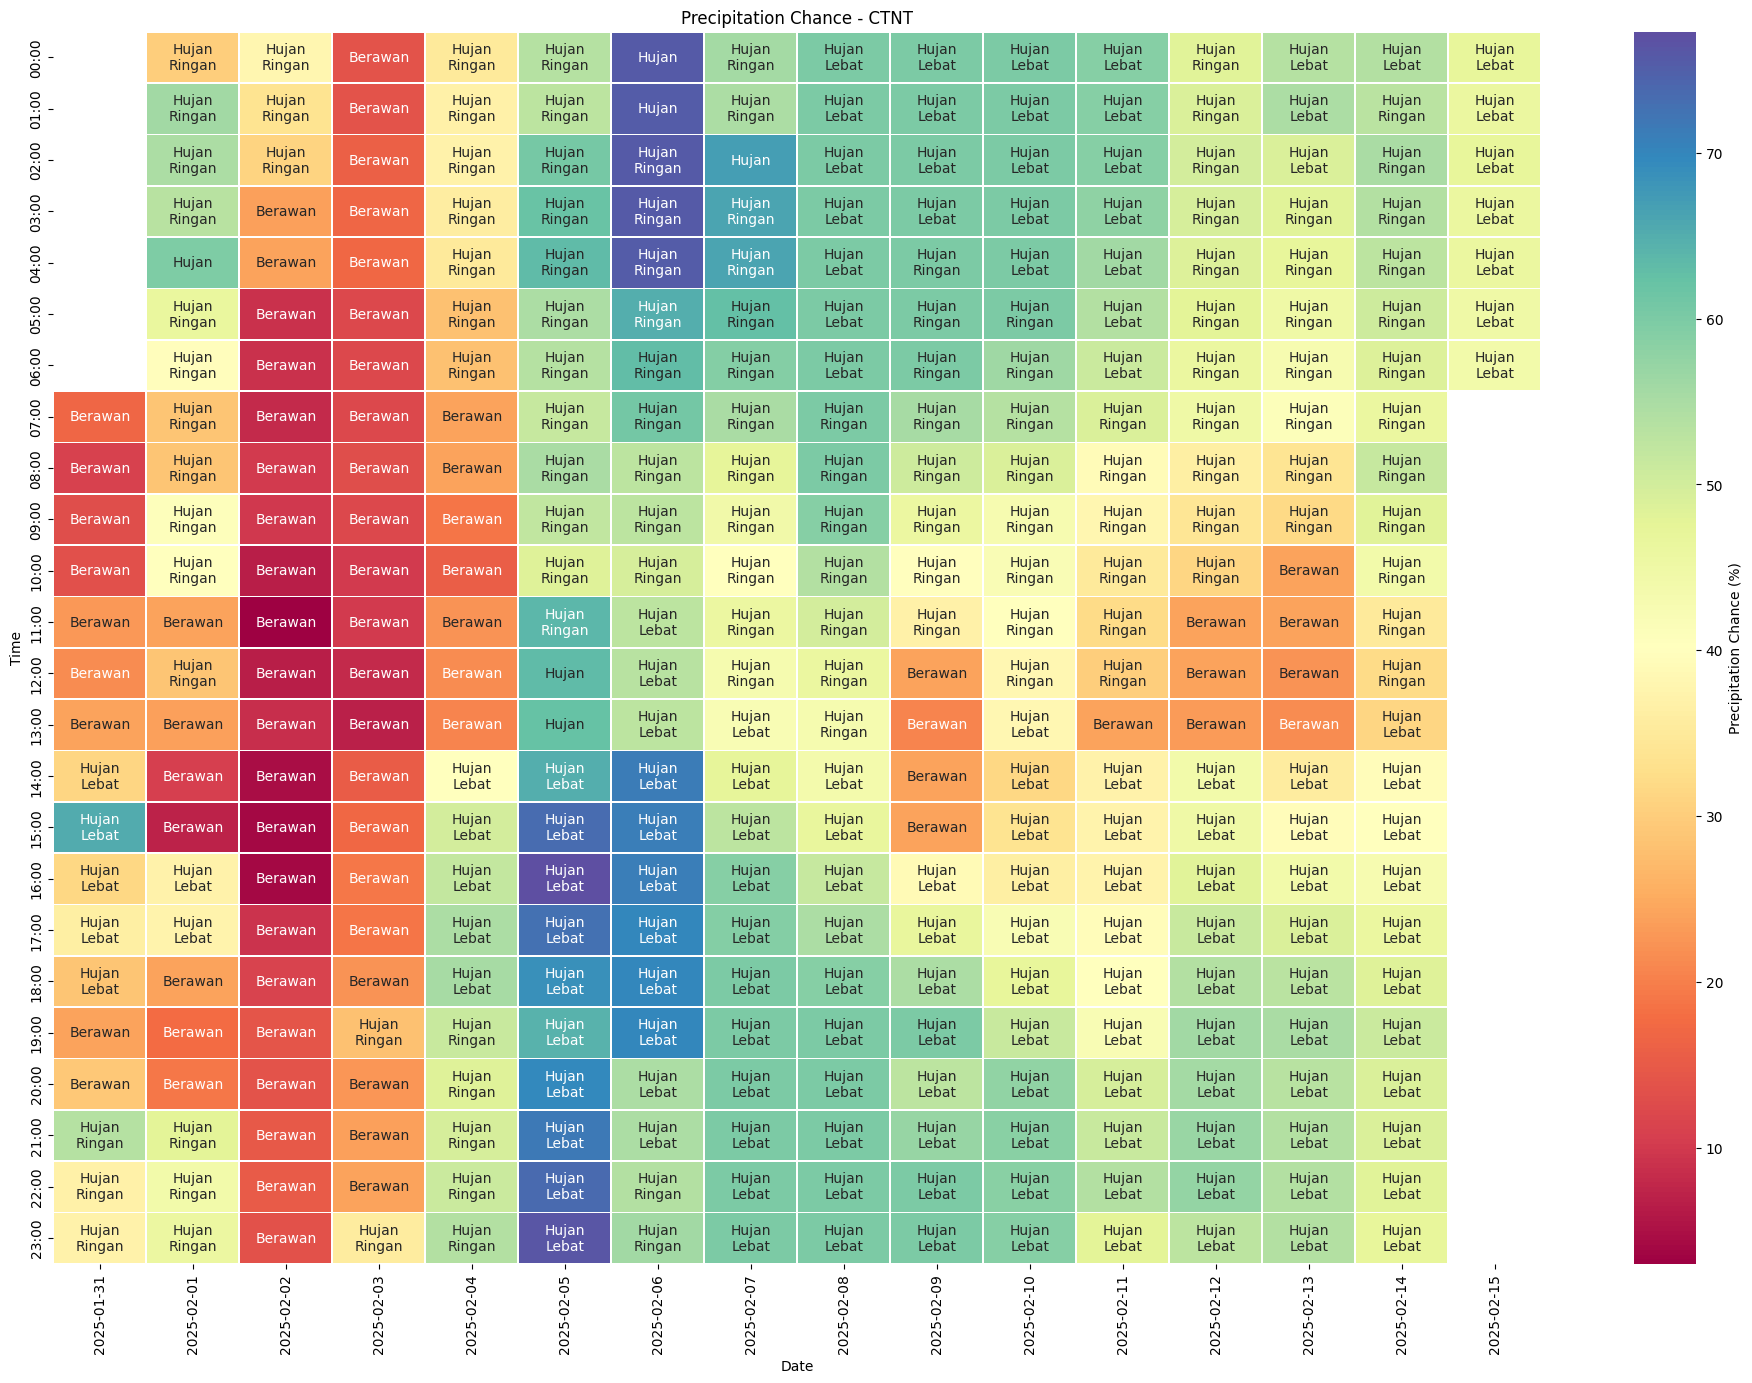 Precipitation Chance - CTNT
00:00 Hujan Ringan Hujan Ringan Berawan Hujan Ringan Hujan Ringan Hujan Hujan Ringan Hujan Lebat Hujan Lebat Hujan Lebat Hujan Lebat Hujan Ringan Hujan Lebat Hujan Lebat Hujan Lebat
01:00 Hujan Ringan Hujan Ringan Berawan Hujan Ringan Hujan Ringan Hujan Hujan Ringan Hujan Lebat Hujan Lebat Hujan Lebat Hujan Lebat Hujan Ringan Hujan Lebat Hujan Ringan Hujan Lebat
02:00 Hujan Ringan Hujan Ringan Berawan Hujan Ringan Hujan Ringan Hujan Ringan Hujan Hujan Lebat Hujan Lebat Hujan Lebat Hujan Lebat Hujan Ringan Hujan Lebat Hujan Ringan Hujan Lebat
03:00 Hujan Ringan Berawan Berawan Hujan Ringan Hujan Ringan Hujan Ringan Hujan Ringan Hujan Lebat Hujan Lebat Hujan Lebat Hujan Lebat Hujan Ringan Hujan Ringan Hujan Ringan Hujan Lebat
04:00 Hujan Berawan Berawan Hujan Ringan Hujan Ringan Hujan Ringan Hujan Ringan Hujan Lebat Hujan Ringan Hujan Lebat Hujan Lebat Hujan Ringan Hujan Ringan Hujan Ringan Hujan Lebat
05:00 Hujan Ringan Berawan Berawan Hujan Ringan Hujan Ringan Hujan Ringan Hujan Ringan Hujan Lebat Hujan Ringan Hujan Ringan Hujan Lebat Hujan Ringan Hujan Ringan Hujan Ringan Hujan Lebat
06:00 Hujan Ringan Berawan Berawan Hujan Ringan Hujan Ringan Hujan Ringan Hujan Ringan Hujan Lebat Hujan Ringan Hujan Ringan Hujan Lebat Hujan Ringan Hujan Ringan Hujan Ringan Hujan Lebat
07:00 Berawan Hujan Ringan Berawan Berawan Berawan Hujan Ringan Hujan Ringan Hujan Ringan Hujan Ringan Hujan Ringan Hujan Ringan Hujan Ringan Hujan Ringan Hujan Ringan Hujan Ringan
08:00 Berawan Hujan Ringan Berawan Berawan Berawan Hujan Ringan Hujan Ringan Hujan Ringan Hujan Ringan Hujan Ringan Hujan Ringan Hujan Ringan Hujan Ringan Hujan Ringan Hujan Ringan
09:00 Berawan Hujan Ringan Berawan Berawan Berawan Hujan Ringan Hujan Ringan Hujan Ringan Hujan Ringan Hujan Ringan Hujan Ringan Hujan Ringan Hujan Ringan Hujan Ringan Hujan Ringan
10:00 Berawan Hujan Ringan Berawan Berawan Berawan Hujan Ringan Hujan Ringan Hujan Ringan Hujan Ringan Hujan Ringan Hujan Ringan Hujan Ringan Hujan Ringan Berawan Hujan Ringan
11:00 Berawan Berawan Berawan Berawan Berawan Hujan Ringan Hujan Lebat Hujan Ringan Hujan Ringan Hujan Ringan Hujan Ringan Hujan Ringan Berawan Berawan Hujan Ringan
12:00 Berawan Hujan Ringan Berawan Berawan Berawan Hujan Hujan Lebat Hujan Ringan Hujan Ringan Berawan Hujan Ringan Hujan Ringan Berawan Berawan Hujan Ringan
13:00 Berawan Berawan Berawan Berawan Berawan Hujan Hujan Lebat Hujan Lebat Hujan Ringan Berawan Hujan Lebat Berawan Berawan Berawan Hujan Lebat
14:00 Hujan Lebat Berawan Berawan Berawan Hujan Lebat Hujan Lebat Hujan Lebat Hujan Lebat Hujan Lebat Berawan Hujan Lebat Hujan Lebat Hujan Lebat Hujan Lebat Hujan Lebat
15:00 Hujan Lebat Berawan Berawan Berawan Hujan Lebat Hujan Lebat Hujan Lebat Hujan Lebat Hujan Lebat Berawan Hujan Lebat Hujan Lebat Hujan Lebat Hujan Lebat Hujan Lebat
16:00 Hujan Lebat Hujan Lebat Berawan Berawan Hujan Lebat Hujan Lebat Hujan Lebat Hujan Lebat Hujan Lebat Hujan Lebat Hujan Lebat Hujan Lebat Hujan Lebat Hujan Lebat Hujan Lebat
17:00 Hujan Lebat Hujan Lebat Berawan Berawan Hujan Lebat Hujan Lebat Hujan Lebat Hujan Lebat Hujan Lebat Hujan Lebat Hujan Lebat Hujan Lebat Hujan Lebat Hujan Lebat Hujan Lebat
18:00 Hujan Lebat Berawan Berawan Berawan Hujan Lebat Hujan Lebat Hujan Lebat Hujan Lebat Hujan Lebat Hujan Lebat Hujan Lebat Hujan Lebat Hujan Lebat Hujan Lebat Hujan Lebat
19:00 Berawan Berawan Berawan Hujan Ringan Hujan Ringan Hujan Lebat Hujan Lebat Hujan Lebat Hujan Lebat Hujan Lebat Hujan Lebat Hujan Lebat Hujan Lebat Hujan Lebat Hujan Lebat
20:00 Berawan Berawan Berawan Berawan Hujan Ringan Hujan Lebat Hujan Lebat Hujan Lebat Hujan Lebat Hujan Lebat Hujan Lebat Hujan Lebat Hujan Lebat Hujan Lebat Hujan Lebat
21:00 Hujan Ringan Hujan Ringan Berawan Berawan Hujan Ringan Hujan Lebat Hujan Lebat Hujan Lebat Hujan Lebat Hujan Lebat Hujan Lebat Hujan Lebat Hujan Lebat Hujan Lebat Hujan Lebat
22:00 Hujan Ringan Hujan Ringan Berawan Berawan Hujan Ringan Hujan Lebat Hujan Ringan Hujan Lebat Hujan Lebat Hujan Lebat Hujan Lebat Hujan Lebat Hujan Lebat Hujan Lebat Hujan Lebat
23:00 Hujan Ringan Hujan Ringan Berawan Hujan Ringan Hujan Ringan Hujan Lebat Hujan Ringan Hujan Lebat Hujan Lebat Hujan Lebat Hujan Lebat Hujan Lebat Hujan Lebat Hujan Lebat Hujan Lebat
Time
2025-01-31 2025-02-01 2025-02-02 2025-02-03 2025-02-04 2025-02-05 2025-02-06 2025-02-07 2025-02-08 2025-02-09 2025-02-10 2025-02-11 2025-02-12 2025-02-13 2025-02-14 2025-02-15
Date
70
60
50
40
30
20
10
Precipitation Chance (%)